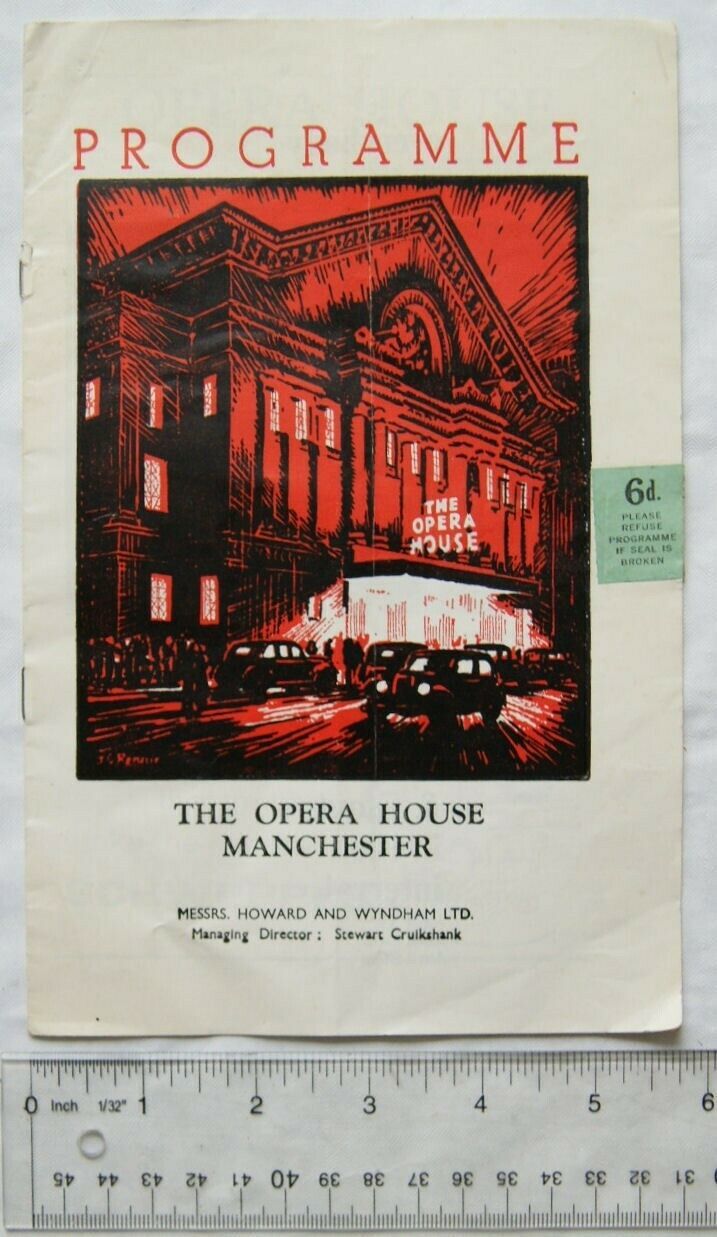 PROGRAMME
THE
OPERA
HOUSE
6d.
PLEASE
REFUSE
PROGRAMME
IF SEAL IS
BROKEN
THE OPERA HOUSE
MANCHESTER
MESSRS. HOWARD AND WYNDHAM LTD.
Managing Director : Stewart Cruikshank
0 Inch 1/32" 1 2 3 4 5 6
45 44 43 42 41 40 39 38 37 36 35 34 33 32 31